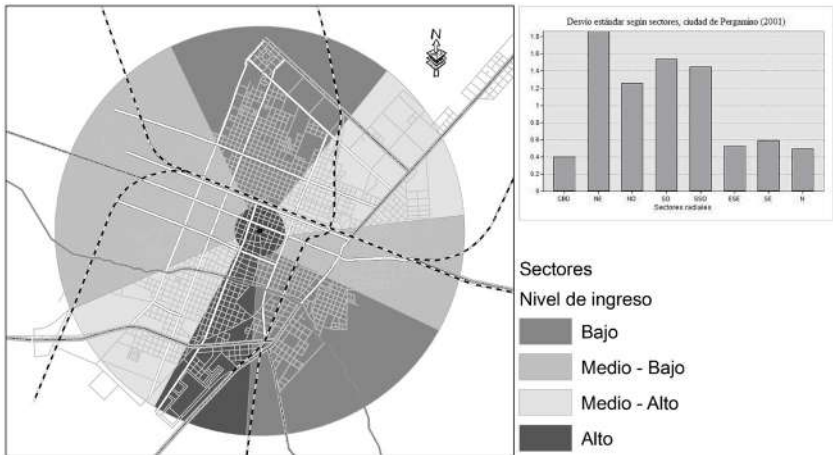 N
Desvío estándar según sectores, ciudad de Pergamino (2001)
1.8
1.6
1.4
1.2
1
0.8
0.6
0.4
0.2
0
CBD NE NO SO SSO ESE SE N
Sectores radiales
Sectores
Nivel de ingreso
Bajo
Medio - Bajo
Medio - Alto
Alto